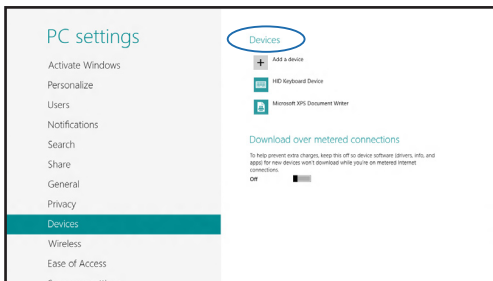 PC settings
Activate Windows
Personalize
Users
Notifications
Search
Share
General
Privacy
Devices
Wireless
Ease of Access
Devices
Add a device
HID Keyboard Device
Microsoft XPS Document Writer
Download over metered connections
To help prevent extra charges, keep this off so device software (drivers, info, and
apps) for new devices won't download while you're on metered Internet
connections.
Off